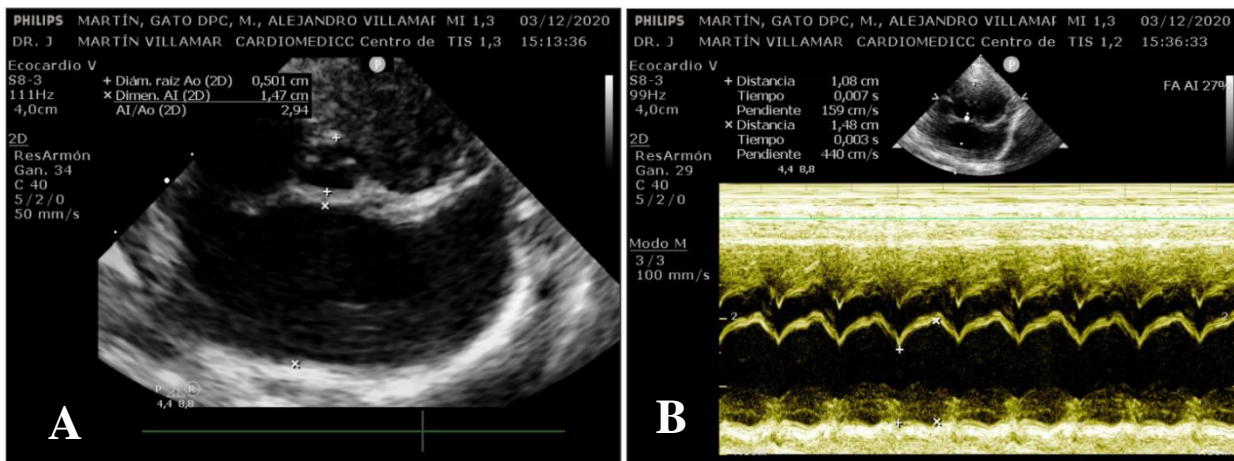 PHILIPS MARTÍN, GATO DPC, M., ALEJANDRO VILLAMAR MI 1,3 03/12/2020
DR. J MARTÍN VILLAMAR CARDIOMEDICC Centro de TIS 1,3 15:13:36
Ecocardio V
S8-3
111Hz
4,0cm
+ Diám. raíz Ao (2D) 0,501 cm
× Dimen. AI (2D) 1,47 cm
AI/Ao (2D) 2,94
P
2D
ResArmón
Gan. 34
C 40
5/2/0
50 mm/s
P R
4,4 8,8
A
PHILIPS MARTÍN, GATO DPC, M., ALEJANDRO VILLAMAR MI 1,3 03/12/2020
DR. J MARTÍN VILLAMAR CARDIOMEDICC Centro de TIS 1,2 15:36:33
Ecocardio V
S8-3
99Hz
4,0cm
+ Distancia 1,08 cm
Tiempo 0,007 s
Pendiente 159 cm/s
× Distancia 1,48 cm
Tiempo 0,003 s
Pendiente 440 cm/s
4,4 8,8
P
FA AI 27%
2D
ResArmón
Gan. 29
C 40
5/2/0
Modo M
3/3
100 mm/s
2
2
B